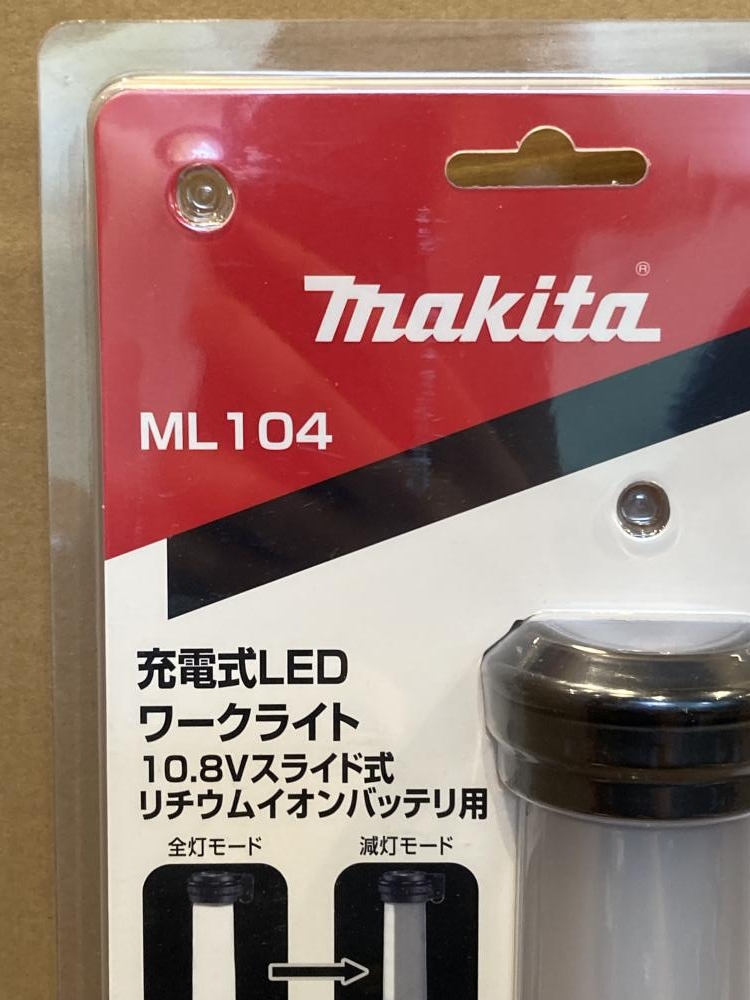 makita®
ML104
充電式LED
ワークライト
10.8Vスライド式
リチウムイオンバッテリ用
全灯モード
減灯モード